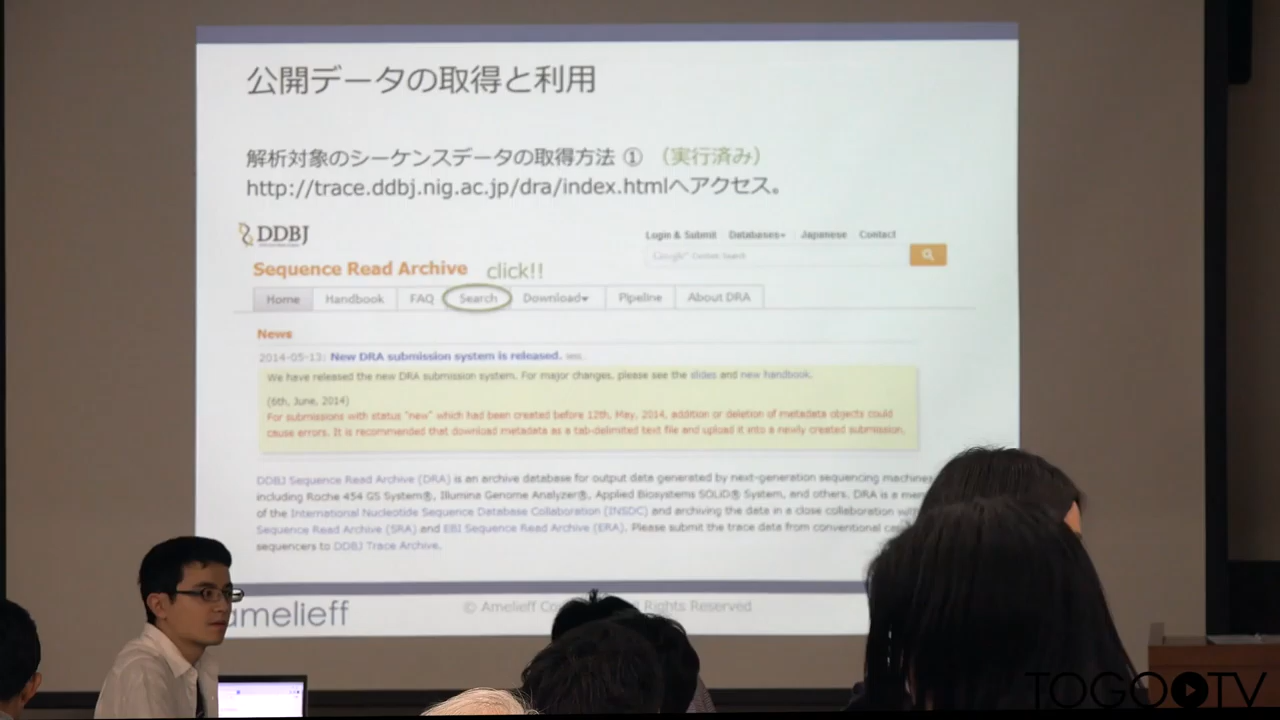 公開データの取得と利用
解析対象のシーケンスデータの取得方法 ① （実行済み）
http://trace.ddbj.nig.ac.jp/dra/index.htmlへアクセス。
DDBJ
Login & Submit Databases▾ Japanese Contact
Google™ Custom Search
Sequence Read Archive click!!
Home Handbook FAQ Search Download▾ Pipeline About DRA
News
2014-05-13: New DRA submission system is released.
We have released the new DRA submission system. For major changes, please see the slides and new handbook.
(6th, June, 2014)
For submissions with status "new" which had been created before 12th, May, 2014, addition or deletion of metadata objects could
cause errors. It is recommended that download metadata as a tab-delimited text file and upload it into a newly created submission.
DDBJ Sequence Read Archive (DRA) is an archive database for output data generated by next-generation sequencing machines
including Roche 454 GS System®, Illumina Genome Analyzer®, Applied Biosystems SOLiD® System, and others. DRA is a
of the International Nucleotide Sequence Database Collaboration (INSDC) and archiving the data in a close collaboration
Sequence Read Archive (SRA) and EBI Sequence Read Archive (ERA). Please submit the trace data from conventional
sequencers to DDBJ Trace Archive.
amelieff © Amelieff Rights Reserved
TOGOTV